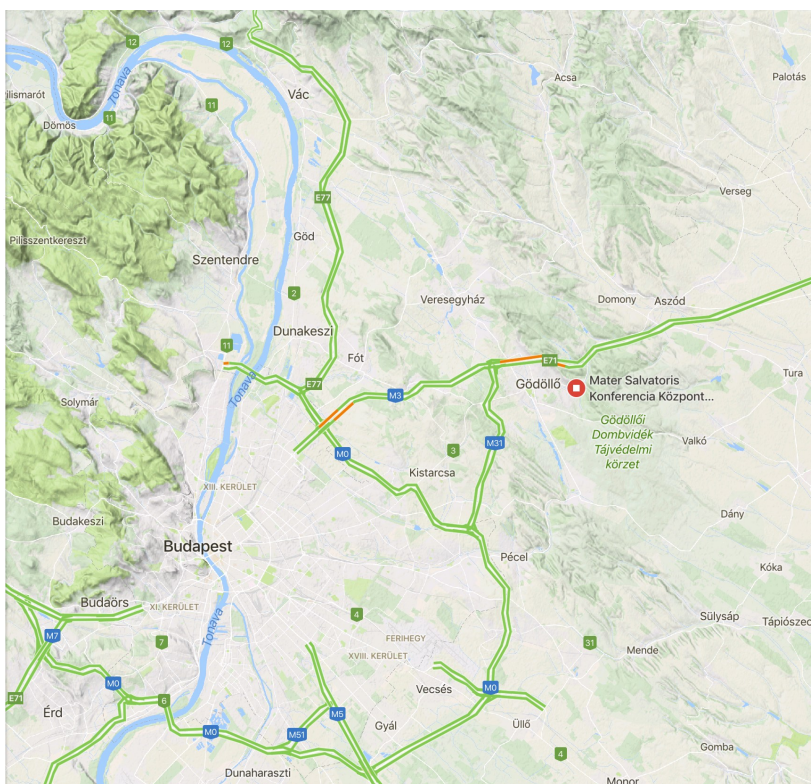 12
12
Tonava
Palotás
Acsa
Vác
11
11
Dömös
E77
Verseg
Pilisszentkereszt
Göd
Szentendre
2
Veresegyház
Domony
Aszód
Dunakeszi
11
Fót
E71
Tura
E77
Tonava
Gödöllő
Mater Salvatoris
Konferencia Központ...
M3
Solymár
Gödöllői
Dombvidék
Tájvédelmi
körzet
Valkó
M31
3
M0
Kistarcsa
XIII. KERÜLET
Dány
Budakeszi
Budapest
Pécel
Kóka
Budaörs
XI. KERÜLET
Tonava
4
Sülysáp
Tápiószec
M7
7
FERIHEGY
31
Mende
XVIII. KERÜLET
M0
Vecsés
M0
E71
6
Érd
M5
Gyál
Üllő
M0
M51
4
Gomba
Dunaharaszti
Monor